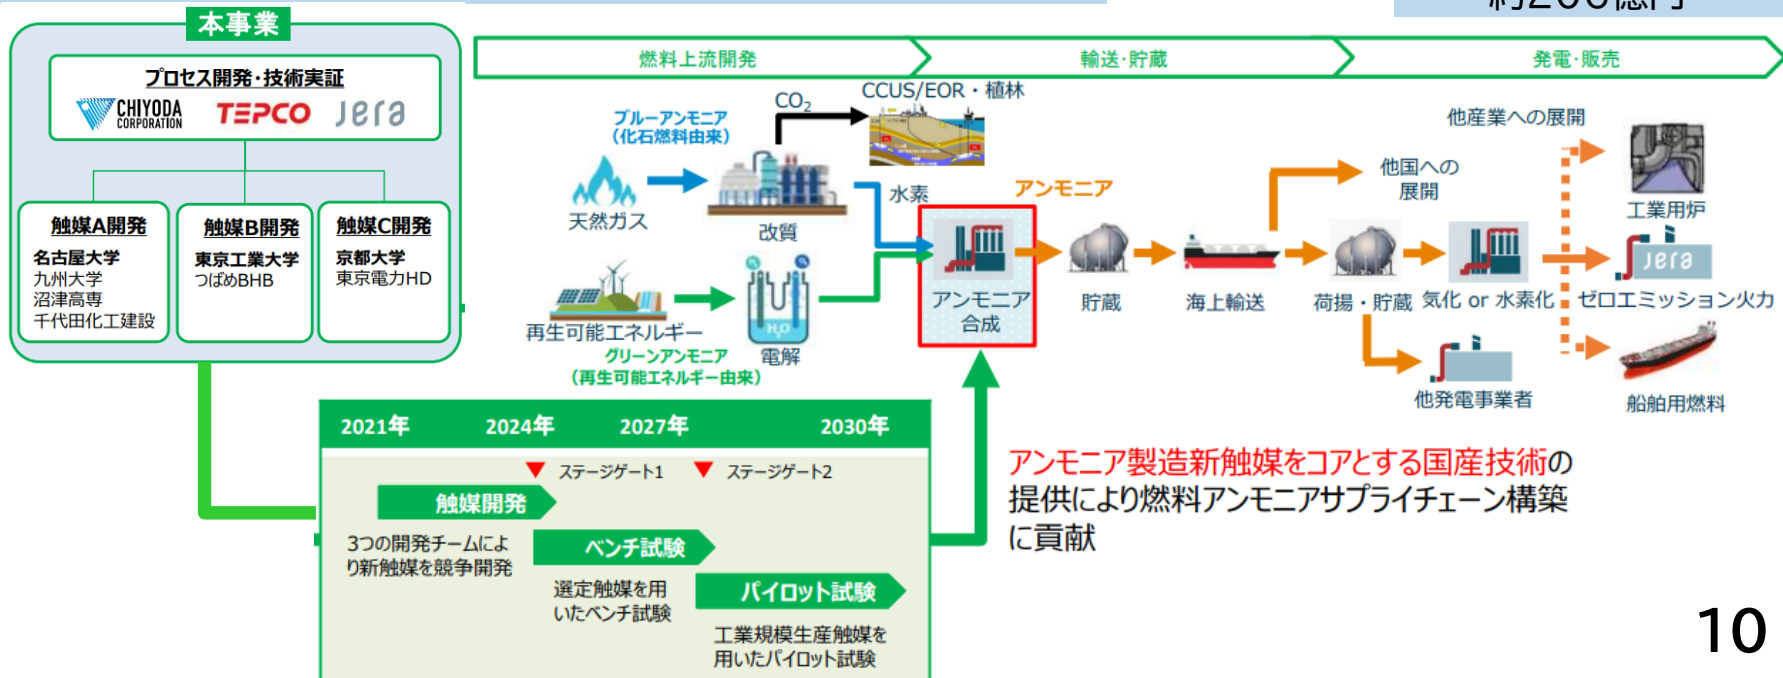 本事業
プロセス開発・技術実証
CHIYODA
CORPORATION
TEPCO
Jera
触媒A開発
名古屋大学
九州大学
沼津高専
千代田化工建設
触媒B開発
東京工業大学
つばめBHB
触媒C開発
京都大学
東京電力HD
燃料上流開発
輸送・貯蔵
発電・販売
ブルーアンモニア
（化石燃料由来）
CO₂
CCUS/EOR・植林
天然ガス
改質
水素
再生可能エネルギー
グリーンアンモニア
（再生可能エネルギー由来）
H₂O
電解
アンモニア
アンモニア
合成
貯蔵
海上輸送
他国への
展開
荷揚・貯蔵
気化 or 水素化
他発電事業者
他産業への展開
工業用炉
Jera
ゼロエミッション火力
船舶用燃料
2021年
2024年
2027年
2030年
ステージゲート1
ステージゲート2
触媒開発
3つの開発チームによ
り新触媒を競争開発
ベンチ試験
選定触媒を用
いたベンチ試験
パイロット試験
工業規模生産触媒を
用いたパイロット試験
アンモニア製造新触媒をコアとする国産技術の
提供により燃料アンモニアサプライチェーン構築
に貢献
10